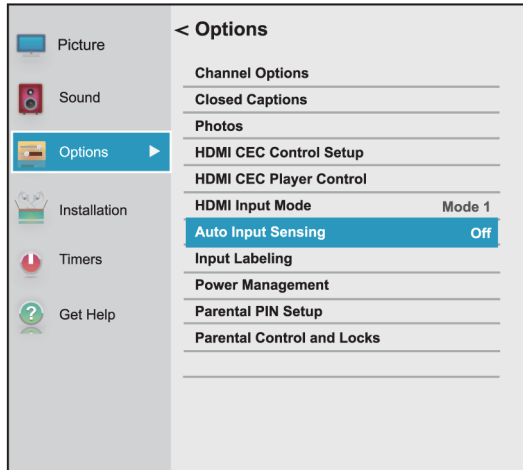 Picture
Sound
Options
Installation
Timers
Get Help
< Options
Channel Options
Closed Captions
Photos
HDMI CEC Control Setup
HDMI CEC Player Control
HDMI Input Mode Mode 1
Auto Input Sensing Off
Input Labeling
Power Management
Parental PIN Setup
Parental Control and Locks